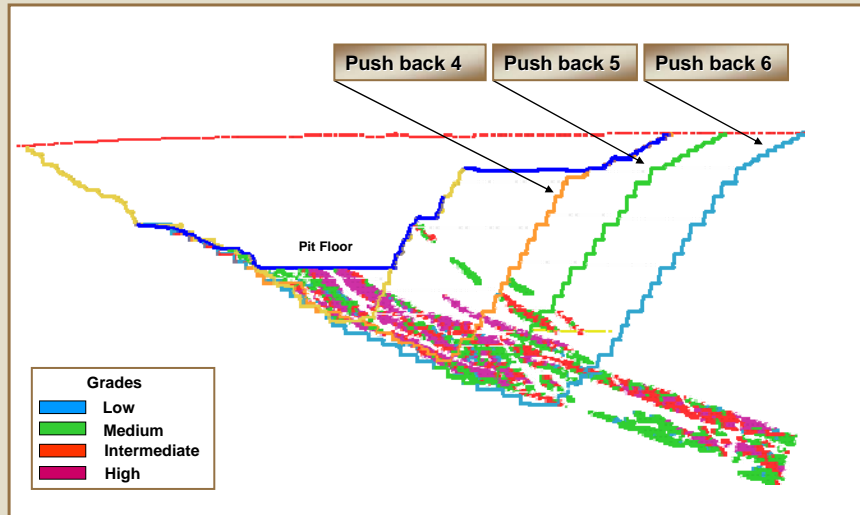 Push back 4
Push back 5
Push back 6
Pit Floor
Grades
Low
Medium
Intermediate
High